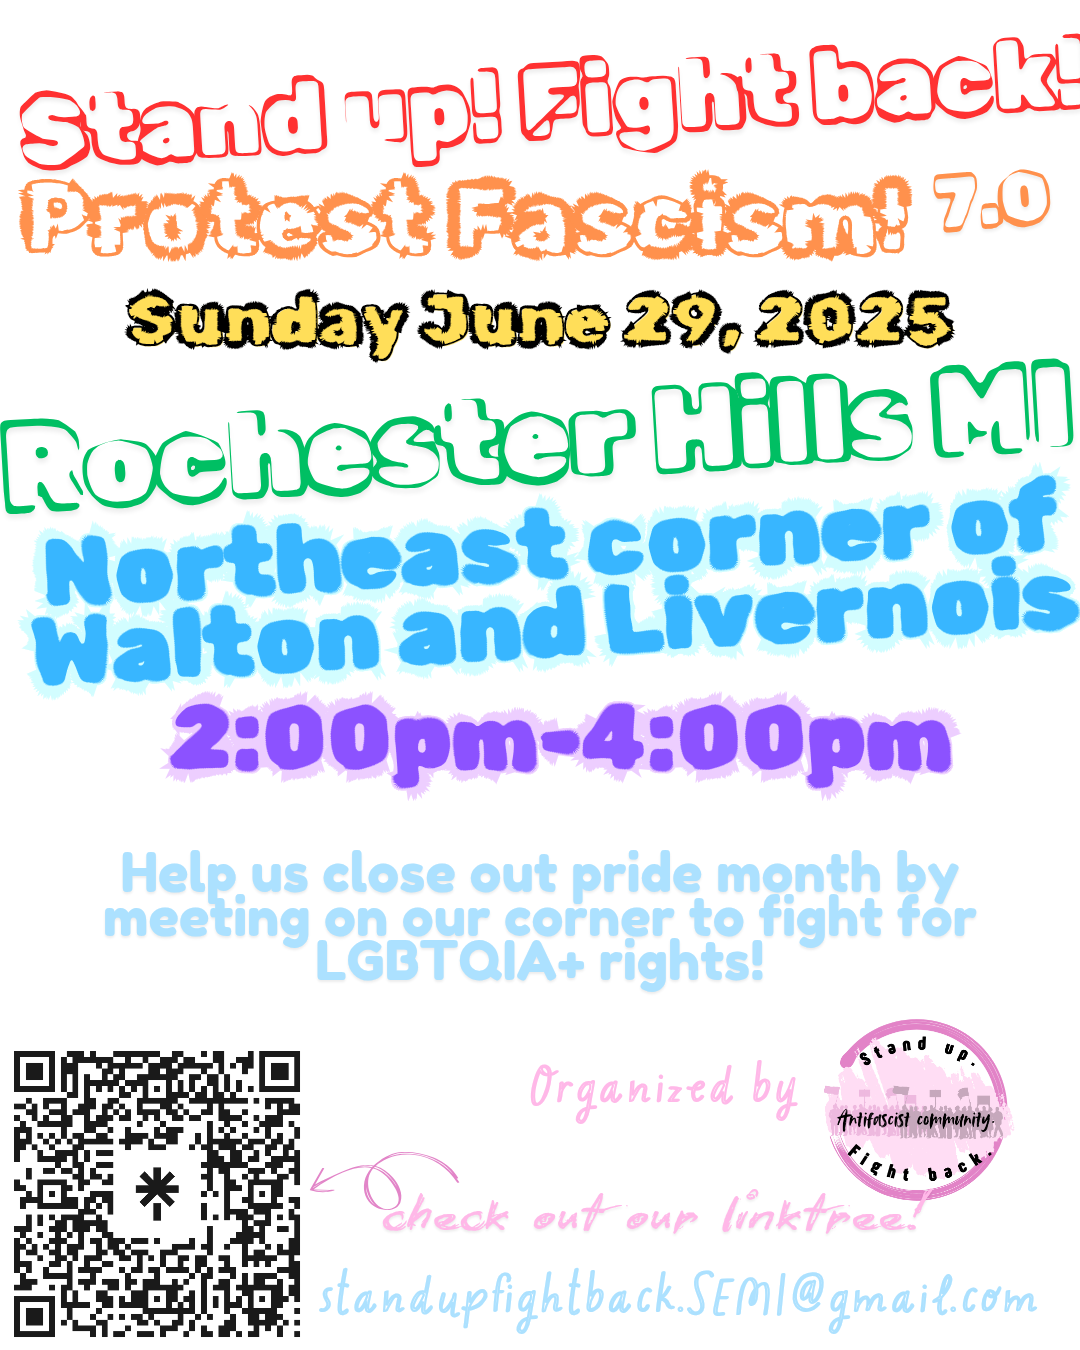 Stand up! Fight back!
Protest Fascism! 7.0
Sunday June 29, 2025
Rochester Hills MI
Northeast corner of
Walton and Livernois
2:00pm-4:00pm
Help us close out pride month by
meeting on our corner to fight for
LGBTQIA+ rights!
Organized by
Stand up.
Antifascist community.
Fight back.
check out our linktree!
standupfightback.SEMI@gmail.com